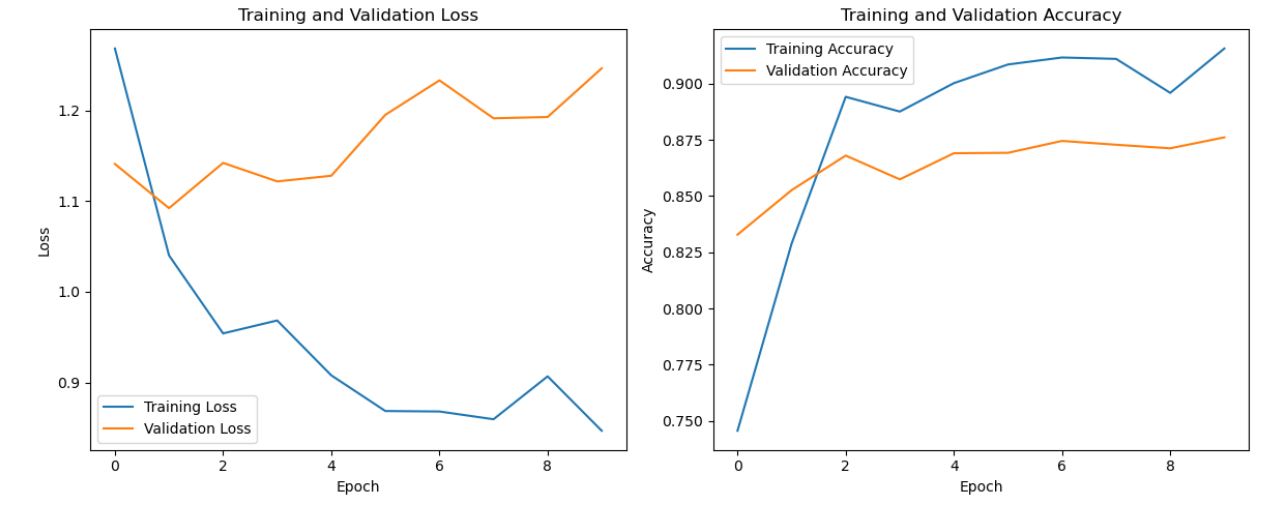 Training and Validation Loss
1.2
1.1
1.0
0.9
Loss
Training Loss
Validation Loss
0 2 4 6 8
Epoch
Training and Validation Accuracy
Training Accuracy
Validation Accuracy
0.900
0.875
0.850
0.825
0.800
0.775
0.750
Accuracy
0 2 4 6 8
Epoch